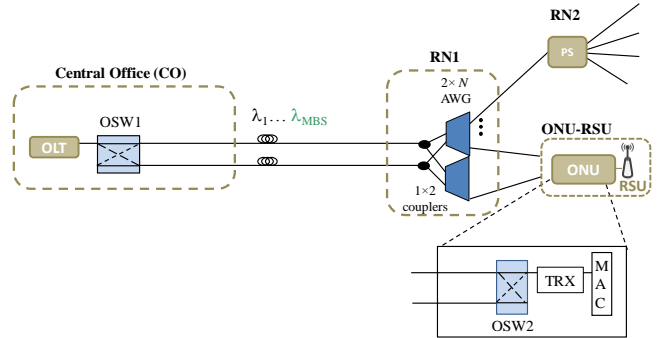 RN2
PS
RN1
Central Office (CO)
2× N
AWG
OSW1
λ1… λMBS
ONU-RSU
OLT
ONU
RSU
1×2
couplers
TRX
M
A
C
OSW2